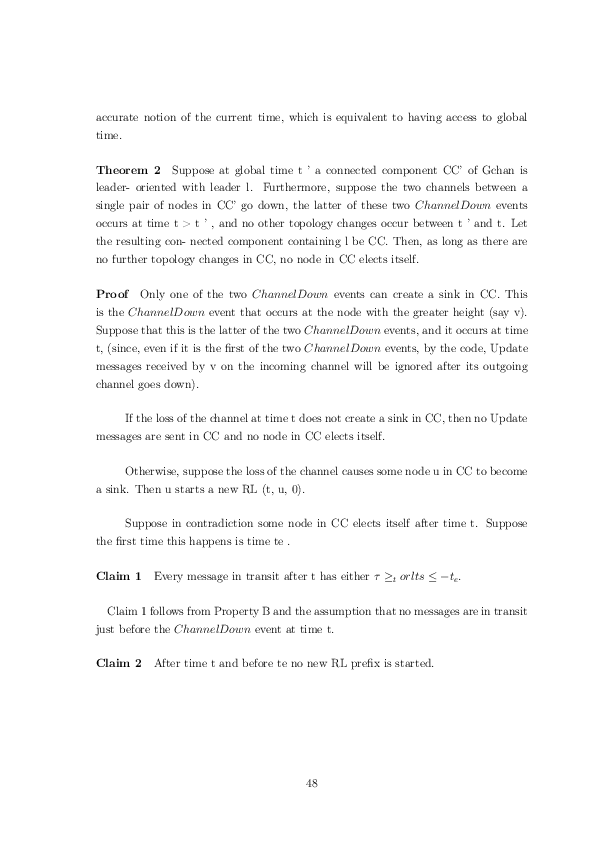 accurate notion of the current time, which is equivalent to having access to global
time.
Theorem 2 Suppose at global time t ' a connected component CC' of Gchan is
leader- oriented with leader l. Furthermore, suppose the two channels between a
single pair of nodes in CC' go down, the latter of these two ChannelDown events
occurs at time t > t ' , and no other topology changes occur between t ' and t. Let
the resulting con- nected component containing l be CC. Then, as long as there are
no further topology changes in CC, no node in CC elects itself.
Proof Only one of the two ChannelDown events can create a sink in CC. This
is the ChannelDown event that occurs at the node with the greater height (say v).
Suppose that this is the latter of the two ChannelDown events, and it occurs at time
t, (since, even if it is the first of the two ChannelDown events, by the code, Update
messages received by v on the incoming channel will be ignored after its outgoing
channel goes down).
If the loss of the channel at time t does not create a sink in CC, then no Update
messages are sent in CC and no node in CC elects itself.
Otherwise, suppose the loss of the channel causes some node u in CC to become
a sink. Then u starts a new RL (t, u, 0).
Suppose in contradiction some node in CC elects itself after time t. Suppose
the first time this happens is time te .
Claim 1 Every message in transit after t has either τ ≥ₜ orlts ≤ −tₑ.
Claim 1 follows from Property B and the assumption that no messages are in transit
just before the ChannelDown event at time t.
Claim 2 After time t and before te no new RL prefix is started.
48